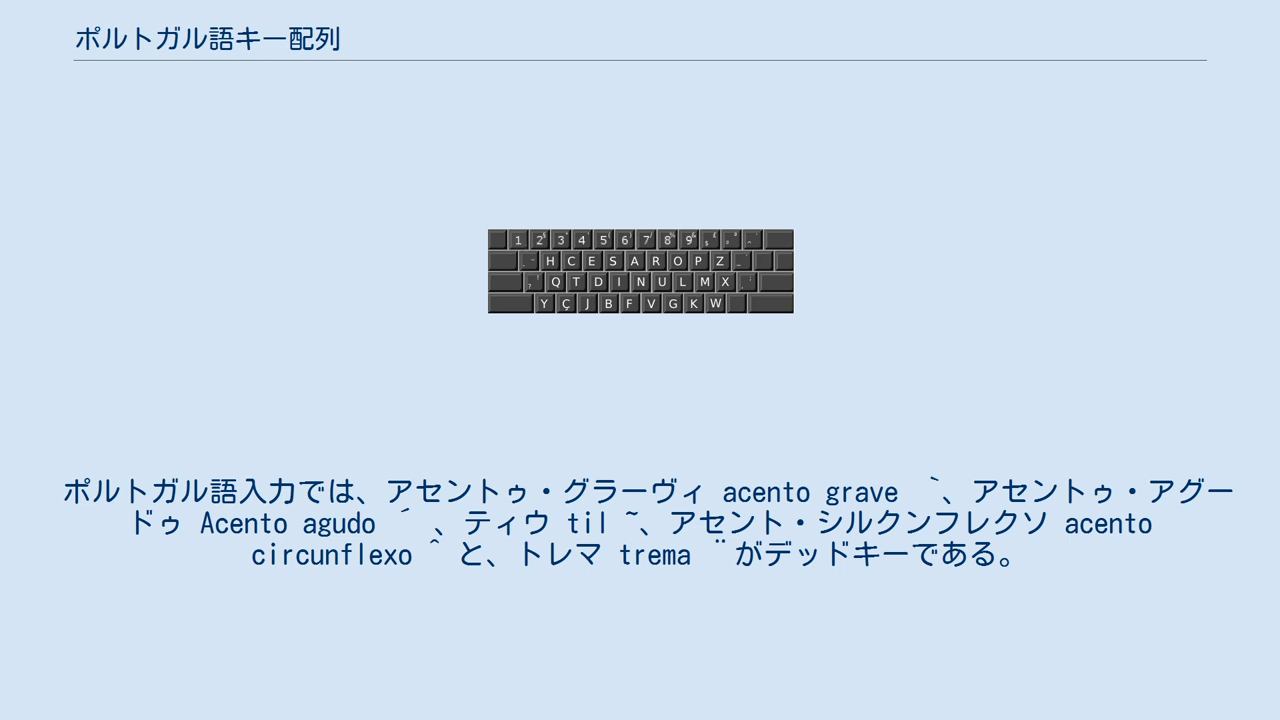 ポルトガル語キー配列
1 2 3 4 5 6 7 8 9
H C E S A R O P Z
Q T D I N U L M X
Y Ç J B F V G K W
ポルトガル語入力では、アセントゥ・グラーヴィ acento grave `、アセントゥ・アグー
ドゥ Acento agudo ´ 、ティウ til ~、アセント・シルクンフレクソ acento
circunflexo ^ と、トレマ trema ¨ がデッドキーである。